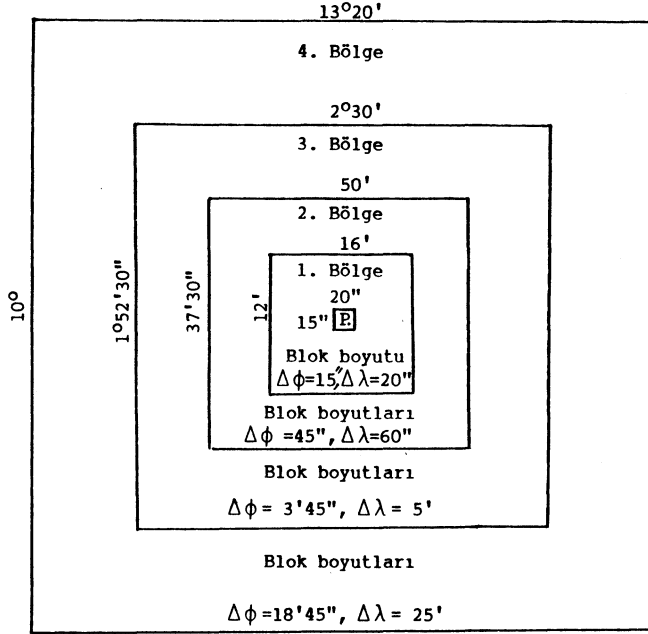 13°20'
4. Bölge
2°30'
3. Bölge
50'
2. Bölge
16'
1. Bölge
20"
10°
1°52'30"
37'30"
12'
15"
P.
Blok boyutu
Δϕ=15",Δλ=20"
Blok boyutları
Δϕ =45", Δλ=60"
Blok boyutları
Δϕ= 3'45", Δλ= 5'
Blok boyutları
Δϕ=18'45", Δλ= 25'